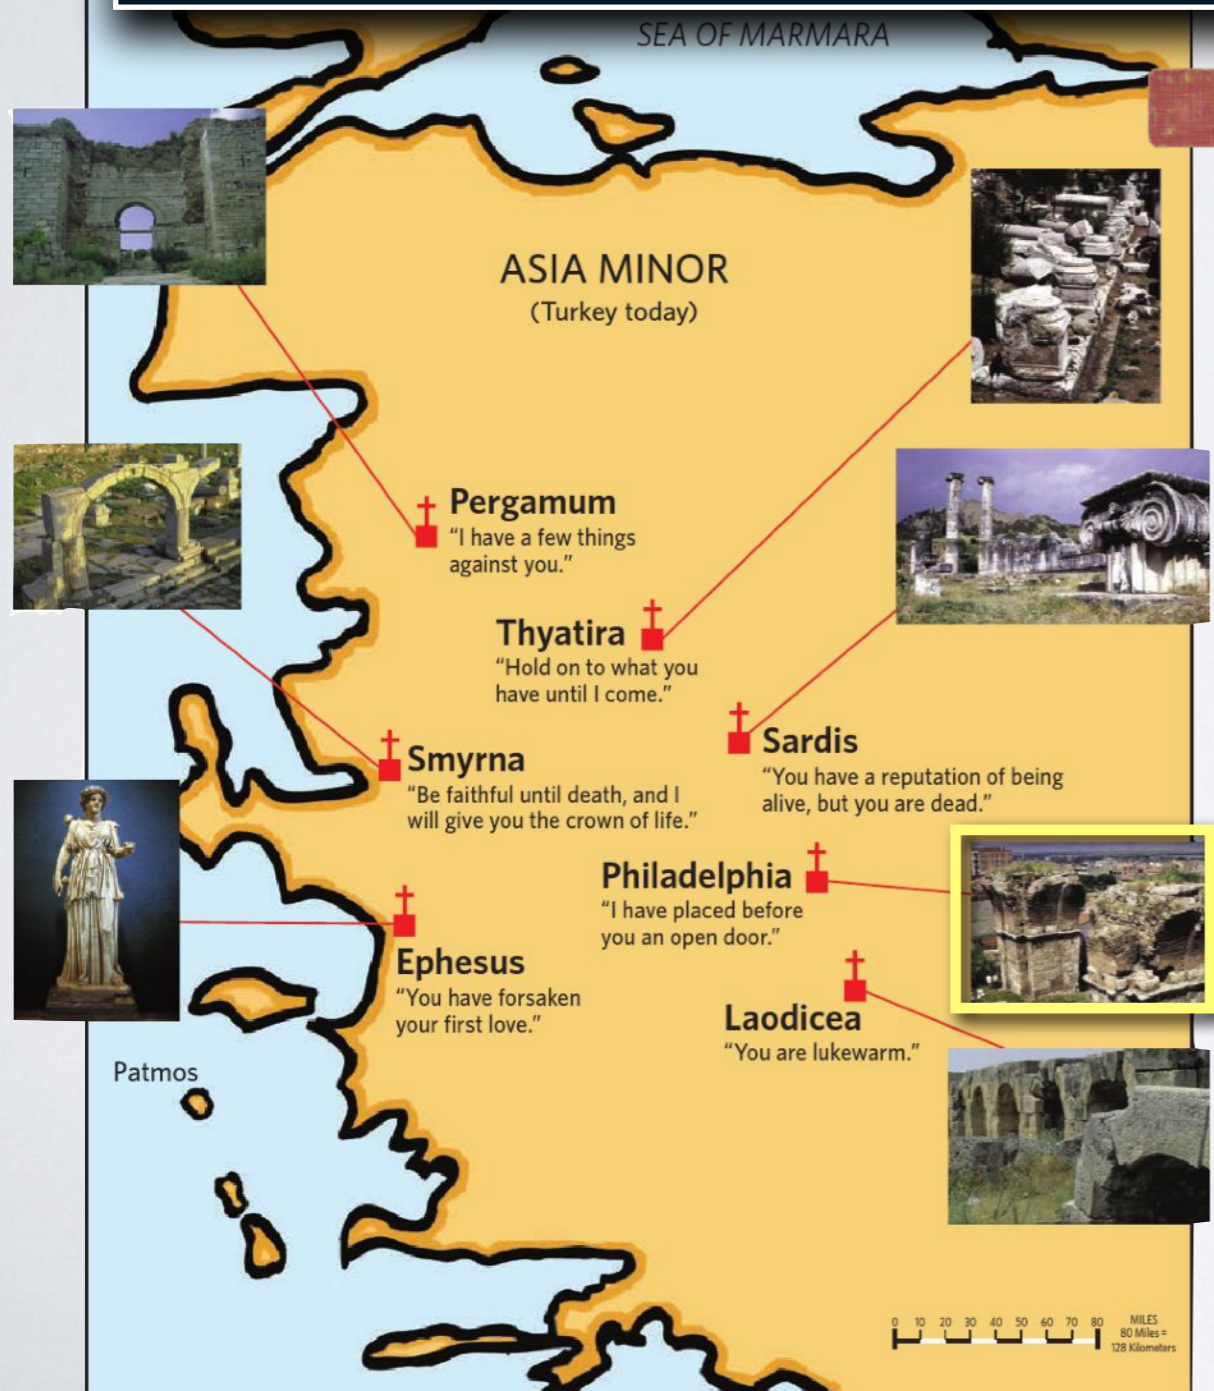 SEA OF MARMARA
ASIA MINOR
(Turkey today)
Pergamum
“I have a few things
against you.”
Thyatira
“Hold on to what you
have until I come.”
Sardis
“You have a reputation of being
alive, but you are dead.”
Smyrna
“Be faithful until death, and I
will give you the crown of life.”
Philadelphia
“I have placed before
you an open door.”
Ephesus
“You have forsaken
your first love.”
Laodicea
“You are lukewarm.”
Patmos
0 10 20 30 40 50 60 70 80
MILES
80 Miles =
128 Kilometers